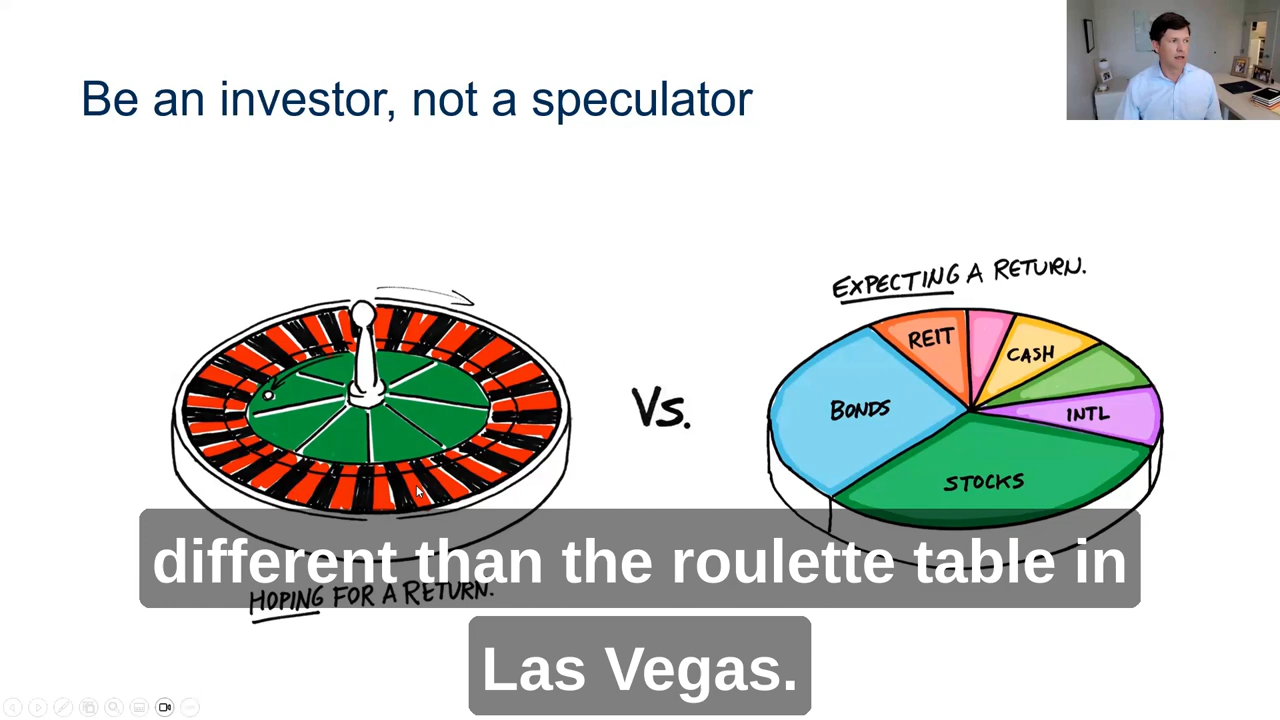 Be an investor, not a speculator
EXPECTING A RETURN.
REIT
CASH
BONDS
Vs.
INTL
STOCKS
different than the roulette table in
HOPING FOR A RETURN.
Las Vegas.